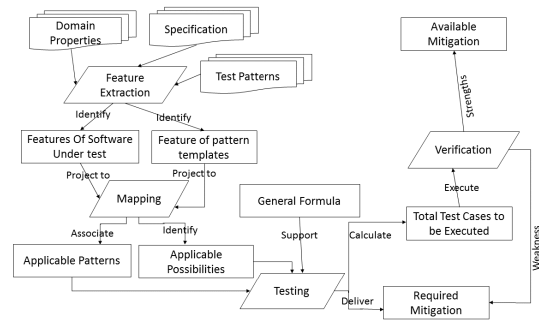 Domain
Properties
Specification
Test Patterns
Feature
Extraction
Identify
Identify
Features Of Software
Under test
Feature of pattern
templates
Project to
Project to
Mapping
Associate
Identify
Applicable Patterns
Applicable
Possibilities
General Formula
Support
Testing
Calculate
Deliver
Available
Mitigation
Strengths
Verification
Execute
Total Test Cases to
be Executed
Weakness
Required
Mitigation